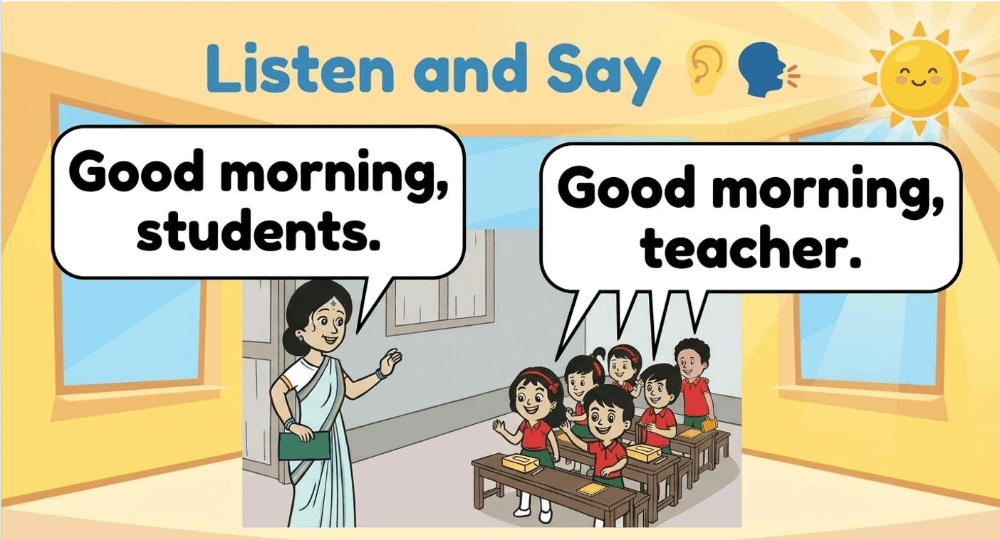 Listen and Say
Good morning,
students.
Good morning,
teacher.